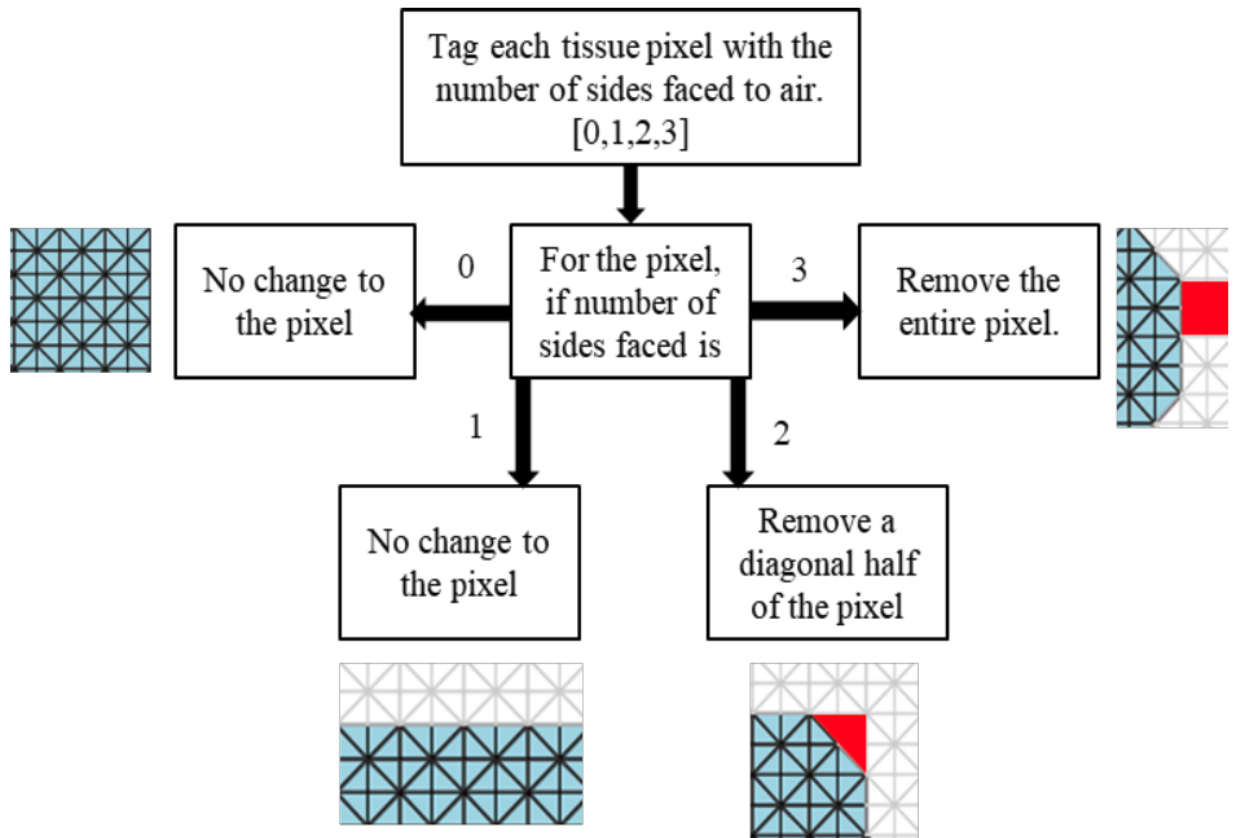 Tag each tissue pixel with the
number of sides faced to air.
[0,1,2,3]
No change to
the pixel
0
For the pixel,
if number of
sides faced is
3
Remove the
entire pixel.
1
2
No change to
the pixel
Remove a
diagonal half
of the pixel